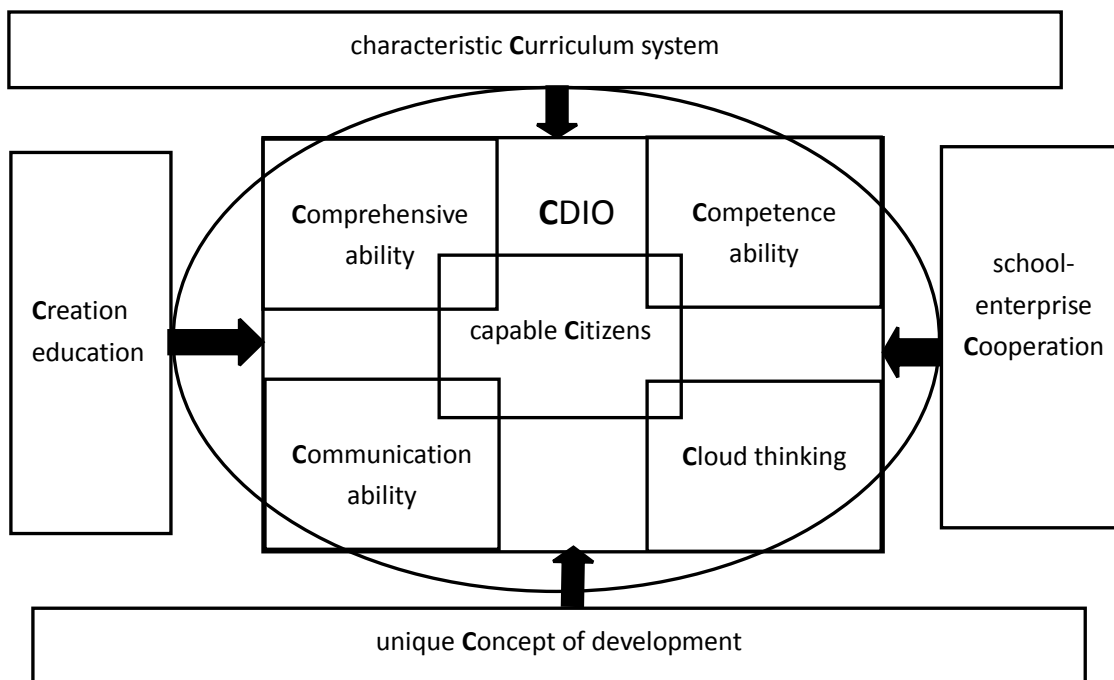 characteristic Curriculum system
Comprehensive
ability
CDIO
Competence
ability
Creation
education
capable Citizens
school-
enterprise
Cooperation
Communication
ability
Cloud thinking
unique Concept of development